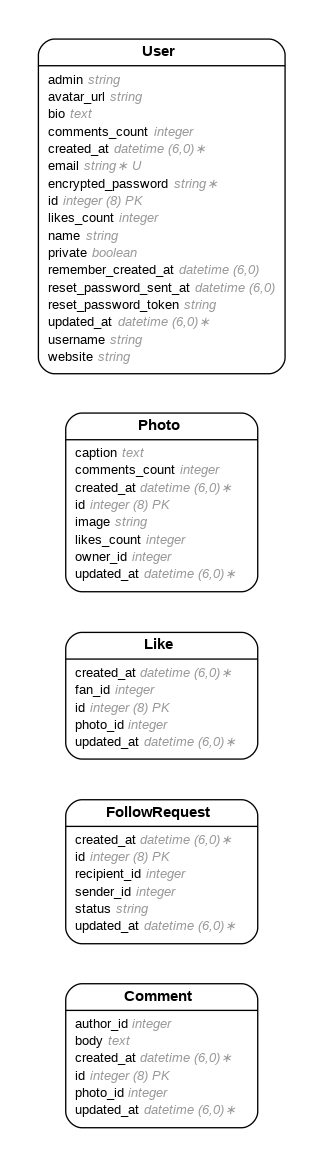 User
admin string
avatar_url string
bio text
comments_count integer
created_at datetime (6,0)∗
email string∗ U
encrypted_password string∗
id integer (8) PK
likes_count integer
name string
private boolean
remember_created_at datetime (6,0)
reset_password_sent_at datetime (6,0)
reset_password_token string
updated_at datetime (6,0)∗
username string
website string
Photo
caption text
comments_count integer
created_at datetime (6,0)∗
id integer (8) PK
image string
likes_count integer
owner_id integer
updated_at datetime (6,0)∗
Like
created_at datetime (6,0)∗
fan_id integer
id integer (8) PK
photo_id integer
updated_at datetime (6,0)∗
FollowRequest
created_at datetime (6,0)∗
id integer (8) PK
recipient_id integer
sender_id integer
status string
updated_at datetime (6,0)∗
Comment
author_id integer
body text
created_at datetime (6,0)∗
id integer (8) PK
photo_id integer
updated_at datetime (6,0)∗